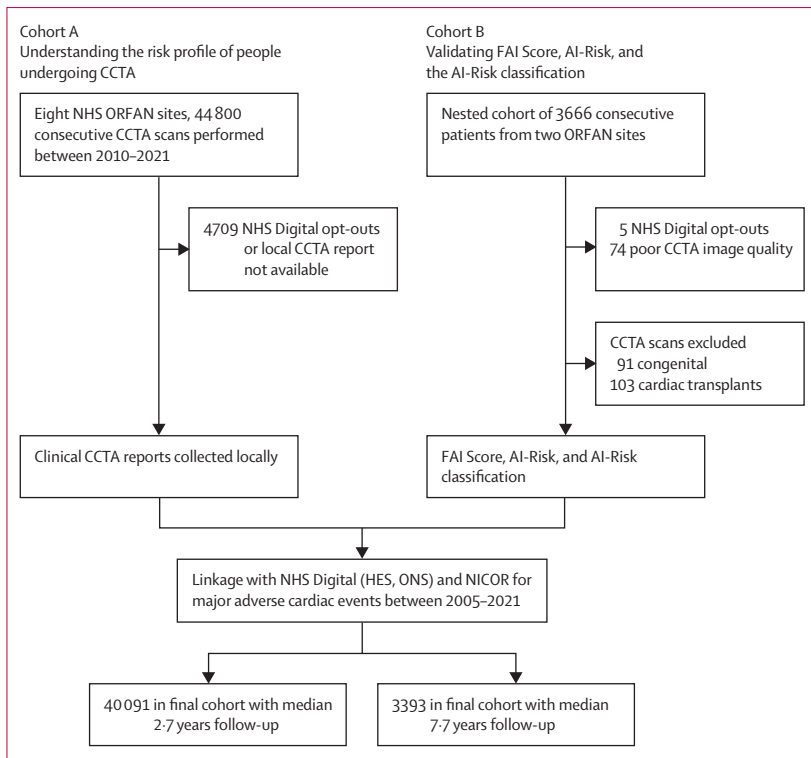 Cohort A
Understanding the risk profile of people
undergoing CCTA
Eight NHS ORFAN sites, 44 800
consecutive CCTA scans performed
between 2010–2021
4709 NHS Digital opt-outs
or local CCTA report
not available
Clinical CCTA reports collected locally
Cohort B
Validating FAI Score, AI-Risk, and
the AI-Risk classification
Nested cohort of 3666 consecutive
patients from two ORFAN sites
5 NHS Digital opt-outs
74 poor CCTA image quality
CCTA scans excluded
91 congenital
103 cardiac transplants
FAI Score, AI-Risk, and AI-Risk
classification
Linkage with NHS Digital (HES, ONS) and NICOR for
major adverse cardiac events between 2005–2021
40 091 in final cohort with median
2·7 years follow-up
3393 in final cohort with median
7·7 years follow-up